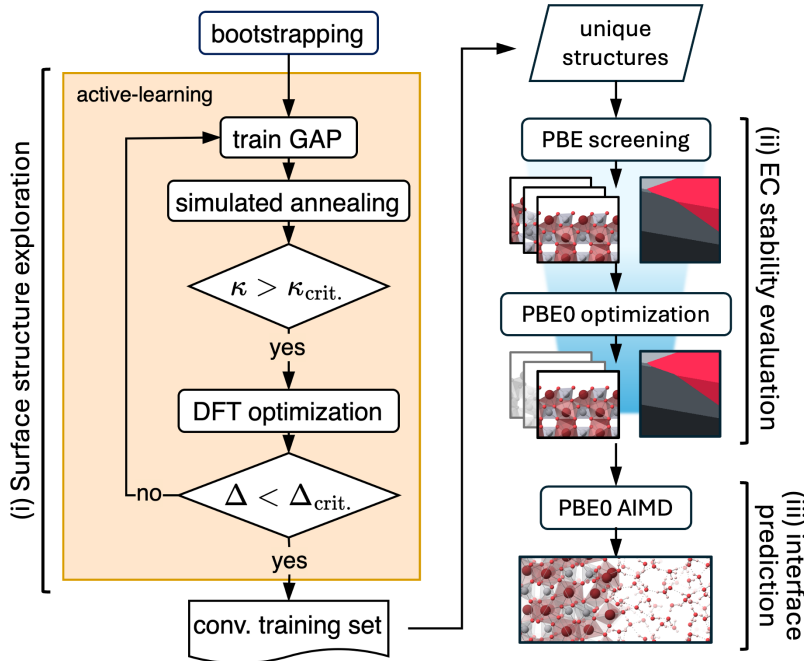 bootstrapping
(i) Surface structure exploration
active-learning
train GAP
simulated annealing
κ > κcrit.
yes
DFT optimization
no
Δ < Δcrit.
yes
conv. training set
unique
structures
PBE screening
(ii) EC stability evaluation
PBE0 optimization
PBE0 AIMD
(iii) interface
prediction